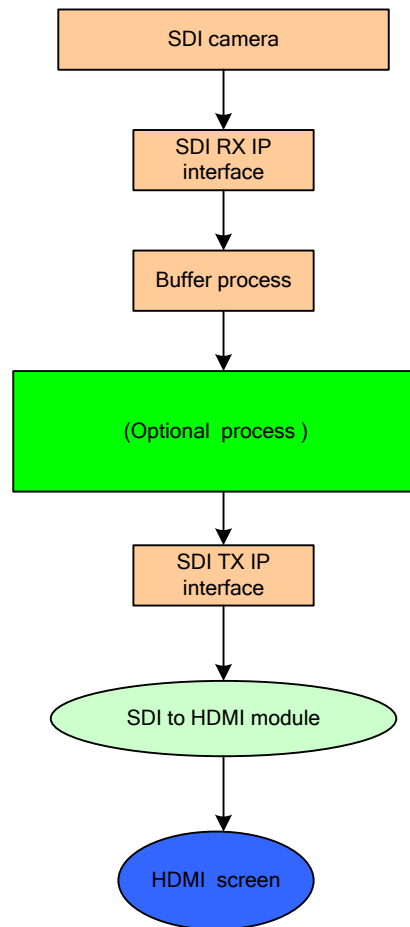 SDI camera
SDI RX IP
interface
Buffer process
(Optional process )
SDI TX IP
interface
SDI to HDMI module
HDMI screen